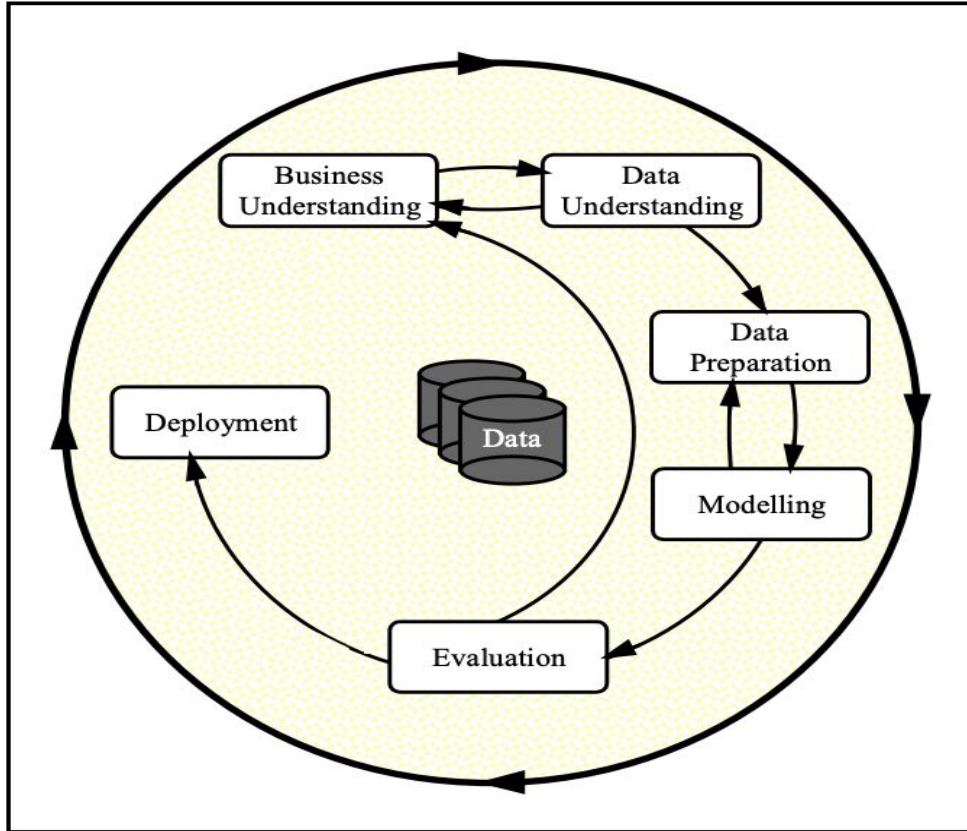 Business
Understanding
Data
Understanding
Data
Preparation
Deployment
Data
Modelling
Evaluation